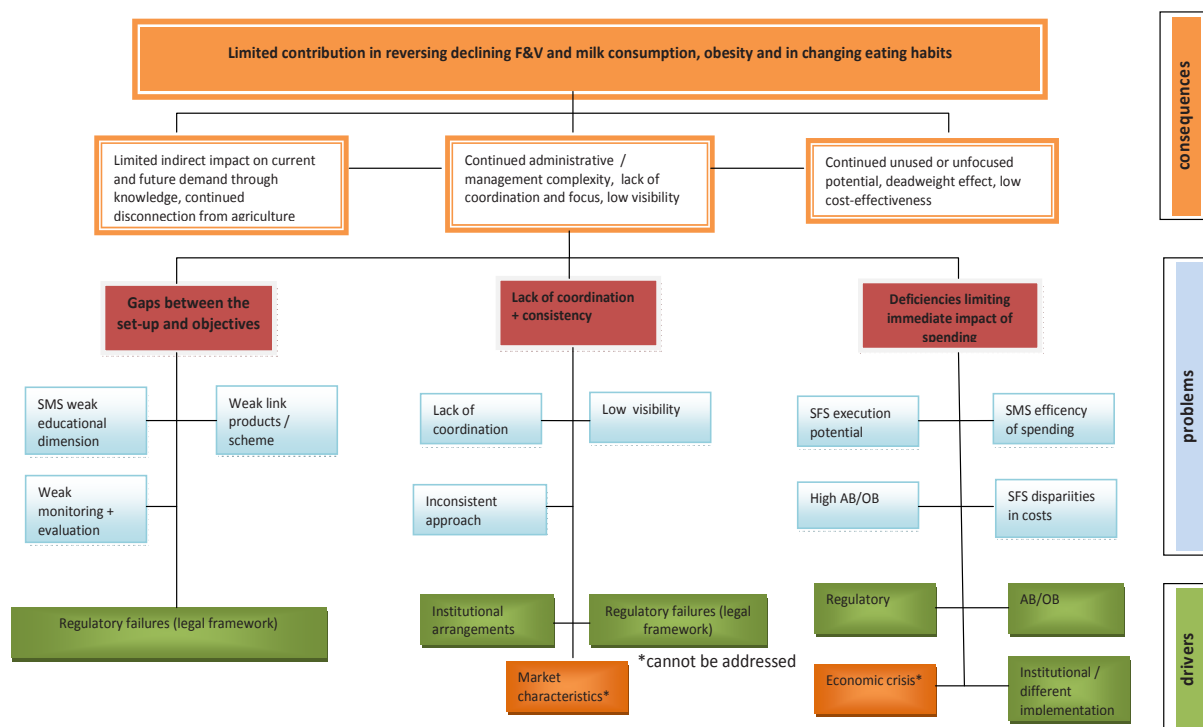 Limited contribution in reversing declining F&V and milk consumption, obesity and in changing eating habits
consequences
Limited indirect impact on current
and future demand through
knowledge, continued
disconnection from agriculture
Continued administrative /
management complexity, lack of
coordination and focus, low visibility
Continued unused or unfocused
potential, deadweight effect, low
cost-effectiveness
Gaps between the
set-up and objectives
Lack of coordination
+ consistency
Deficiencies limiting
immediate impact of
spending
problems
SMS weak
educational
dimension
Weak link
products /
scheme
Lack of
coordination
Low visibility
SFS execution
potential
SMS efficency
of spending
Weak
monitoring +
evaluation
Inconsistent
approach
High AB/OB
SFS dispariities
in costs
Regulatory failures (legal framework)
Institutional
arrangements
Regulatory failures (legal
framework)
Regulatory
AB/OB
drivers
*cannot be addressed
Market
characteristics*
Economic crisis*
Institutional /
different
implementation